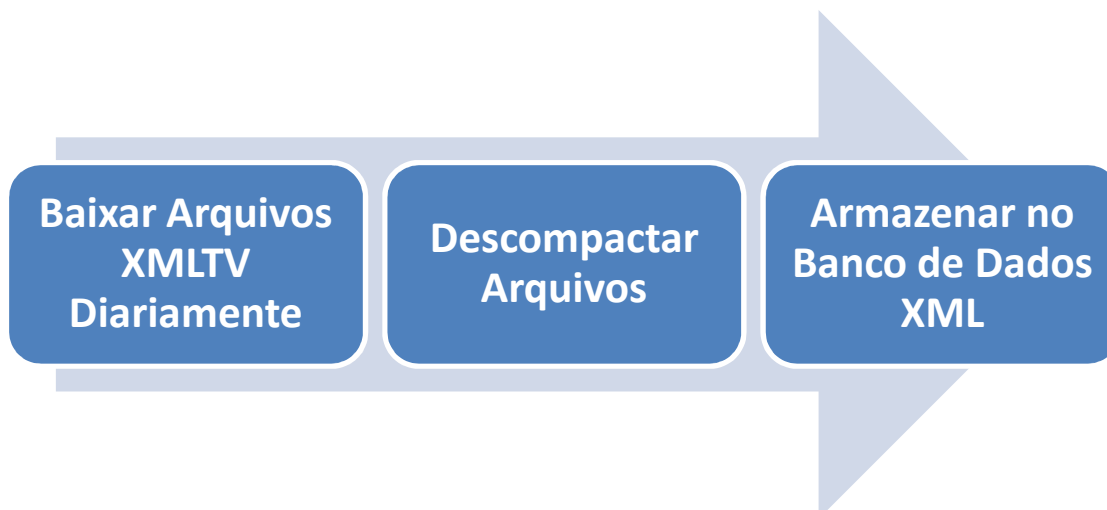 Baixar Arquivos
XMLTV
Diariamente
Descompactar
Arquivos
Armazenar no
Banco de Dados
XML